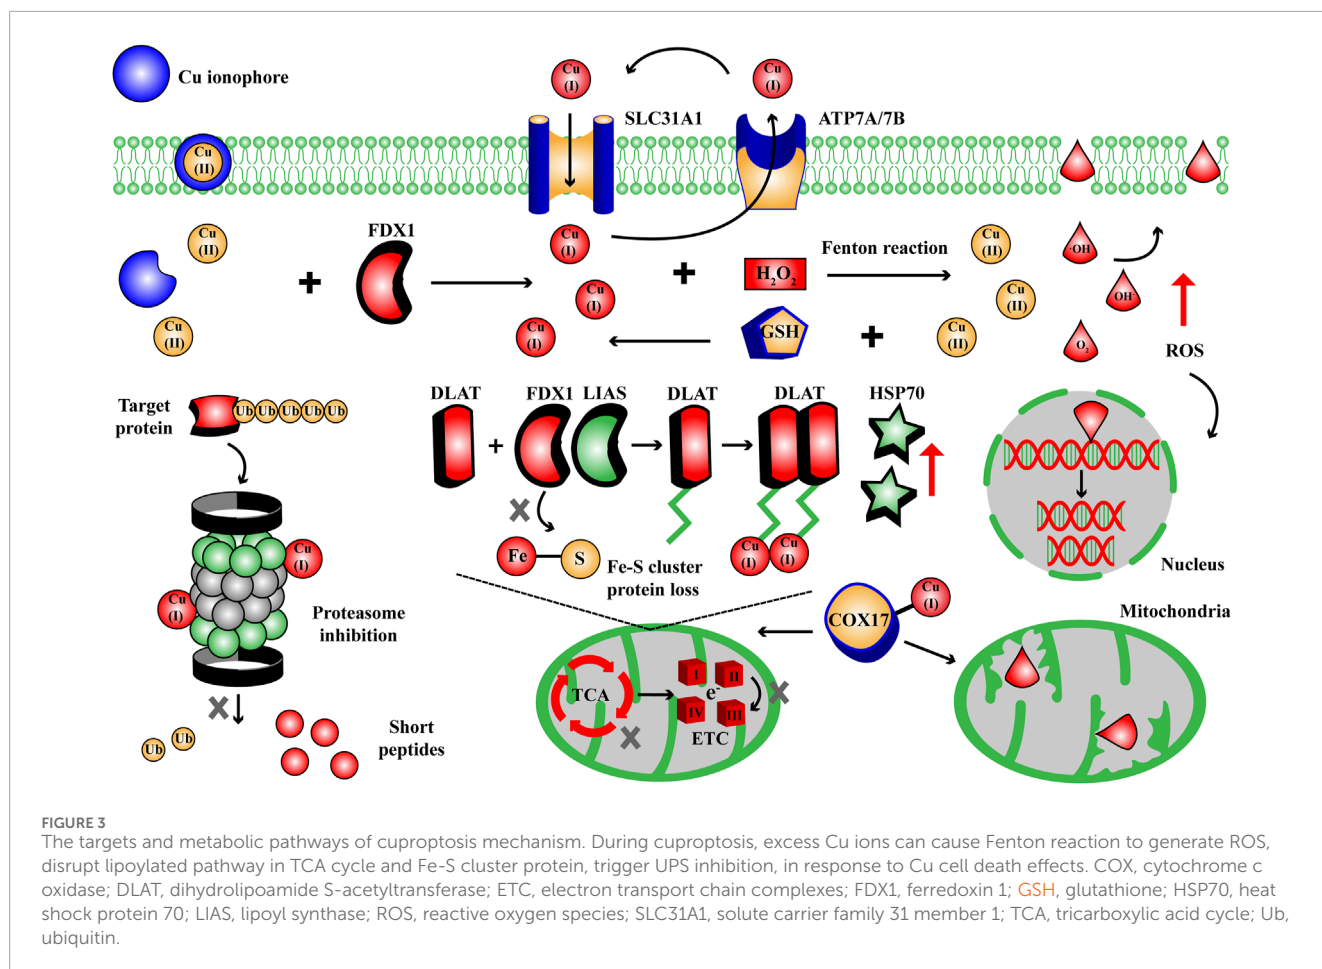 Cu ionophore
Cu
(I)
Cu
(I)
SLC31A1
ATP7A/7B
Cu
(II)
Cu
(II)
FDX1
Cu
(I)
+
+
H2O2
Fenton reaction
Cu
(II)
·OH
OH
Cu
(I)
Cu
(II)
Cu
(II)
Cu
(I)
GSH
+
Cu
(II)
O2
ROS
Target
protein
Ub Ub Ub Ub Ub
DLAT
+
FDX1
LIAS
DLAT
DLAT
HSP70
Fe
S
Fe-S cluster
protein loss
Cu
(I)
Cu
(I)
Nucleus
Cu
(I)
Cu
(I)
Proteasome
inhibition
COX17
Cu
(I)
Mitochondria
TCA
I
II
e-
IV
III
ETC
Ub
Ub
Short
peptides
FIGURE 3
The targets and metabolic pathways of cuproptosis mechanism. During cuproptosis, excess Cu ions can cause Fenton reaction to generate ROS,
disrupt lipoylated pathway in TCA cycle and Fe-S cluster protein, trigger UPS inhibition, in response to Cu cell death effects. COX, cytochrome c
oxidase; DLAT, dihydrolipoamide S-acetyltransferase; ETC, electron transport chain complexes; FDX1, ferredoxin 1; GSH, glutathione; HSP70, heat
shock protein 70; LIAS, lipoyl synthase; ROS, reactive oxygen species; SLC31A1, solute carrier family 31 member 1; TCA, tricarboxylic acid cycle; Ub,
ubiquitin.